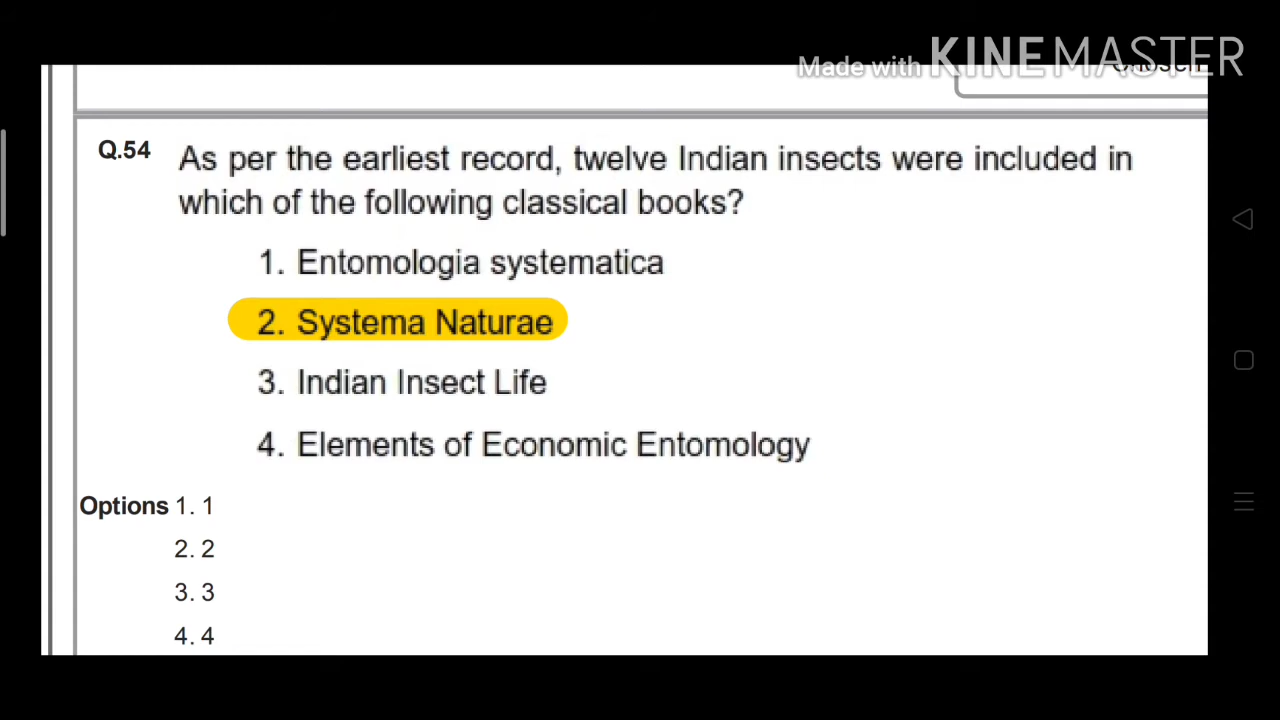 Made with KINEMASTER
Q.54 As per the earliest record, twelve Indian insects were included in
which of the following classical books?
1. Entomologia systematica
2. Systema Naturae
3. Indian Insect Life
4. Elements of Economic Entomology
Options 1. 1
2. 2
3. 3
4. 4